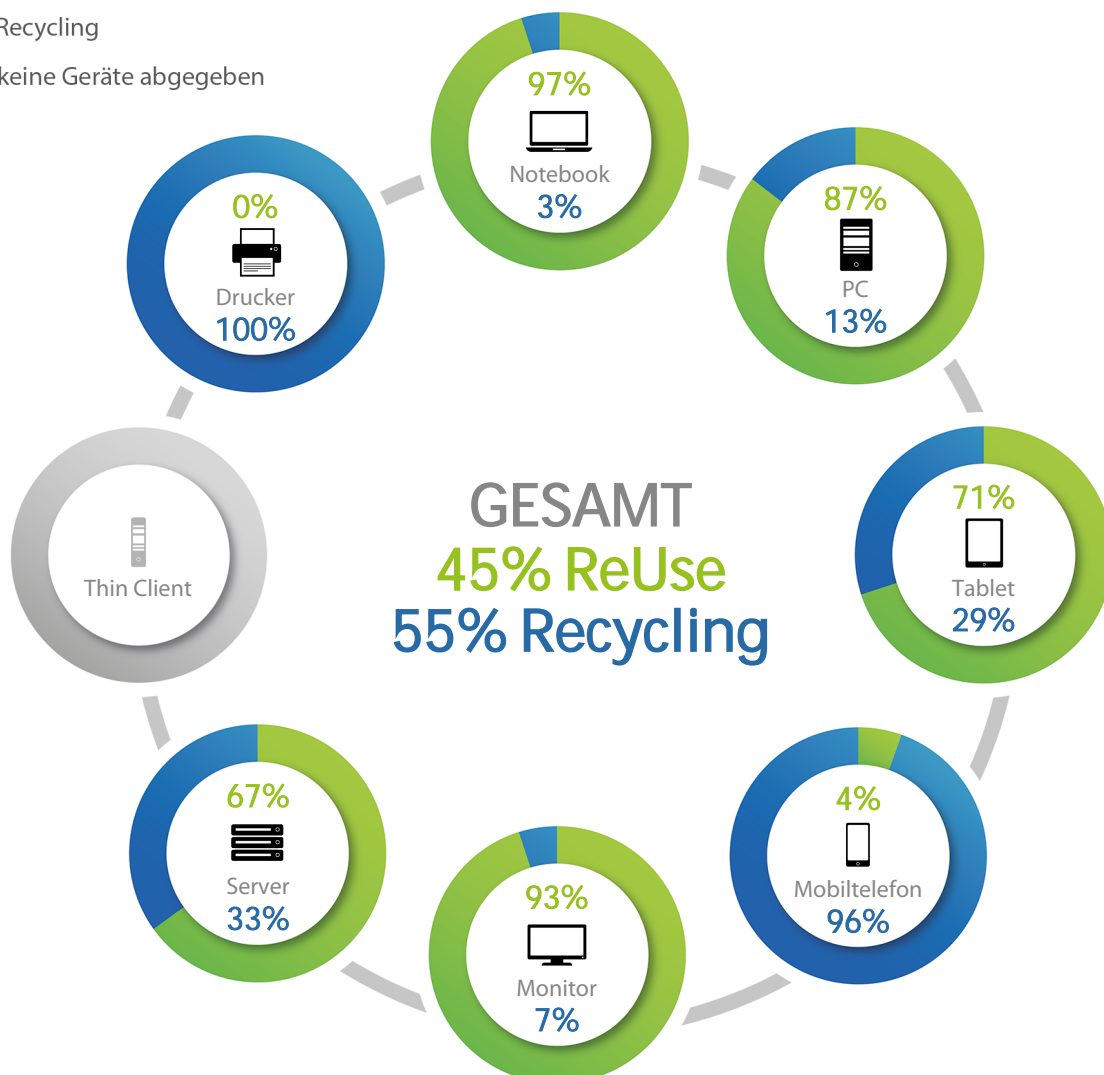 Recycling
keine Geräte abgegeben
97%
Notebook
3%
87%
PC
13%
71%
Tablet
29%
4%
Mobiltelefon
96%
93%
Monitor
7%
67%
Server
33%
Thin Client
0%
Drucker
100%
GESAMT
45% ReUse
55% Recycling